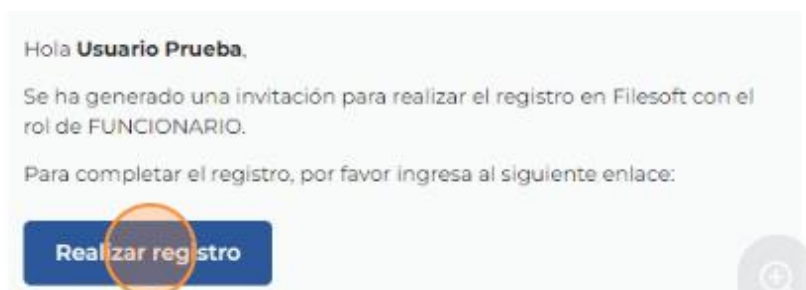 Hola Usuario Prueba,
Se ha generado una invitación para realizar el registro en Filesoft con el
rol de FUNCIONARIO.
Para completar el registro, por favor ingresa al siguiente enlace:
Realizar registro